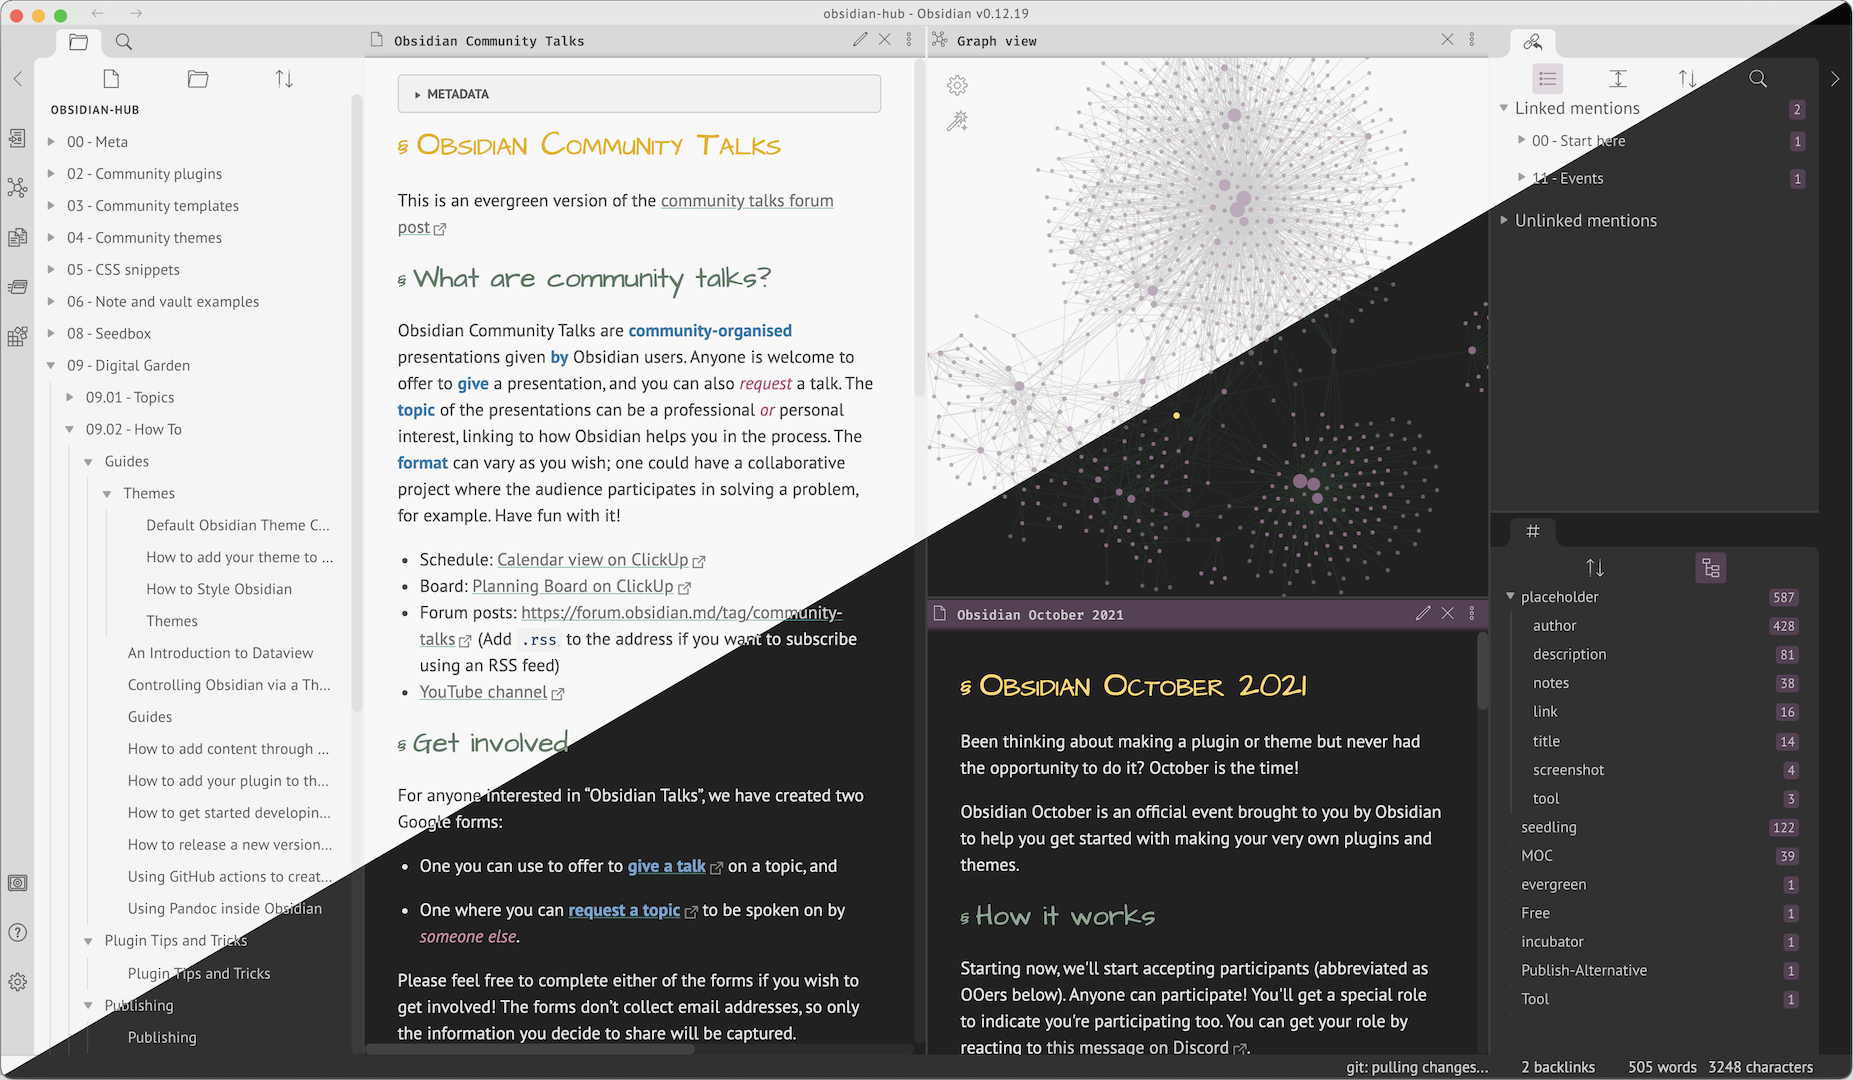 obsidian-hub - Obsidian v0.12.19
OBSIDIAN-HUB
00 - Meta
02 - Community plugins
03 - Community templates
04 - Community themes
05 - CSS snippets
06 - Note and vault examples
08 - Seedbox
09 - Digital Garden
09.01 - Topics
09.02 - How To
Guides
Themes
Default Obsidian Theme C...
How to add your theme to ...
How to Style Obsidian
Themes
An Introduction to Dataview
Controlling Obsidian via a Th...
Guides
How to add content through ...
How to add your plugin to th...
How to get started developin...
How to release a new version...
Using GitHub actions to creat...
Using Pandoc inside Obsidian
Plugin Tips and Tricks
Plugin Tips and Tricks
Publishing
Publishing
Obsidian Community Talks
METADATA
§ Obsidian Community Talks
This is an evergreen version of the community talks forum
post
§ What are community talks?
Obsidian Community Talks are community-organised
presentations given by Obsidian users. Anyone is welcome to
offer to give a presentation, and you can also request a talk. The
topic of the presentations can be a professional or personal
interest, linking to how Obsidian helps you in the process. The
format can vary as you wish; one could have a collaborative
project where the audience participates in solving a problem,
for example. Have fun with it!
• Schedule: Calendar view on ClickUp
• Board: Planning Board on ClickUp
• Forum posts: https://forum.obsidian.md/tag/community-
talks (Add .rss to the address if you want to subscribe
using an RSS feed)
• YouTube channel
§ Get involved
For anyone interested in “Obsidian Talks”, we have created two
Google forms:
• One you can use to offer to give a talk on a topic, and
• One where you can request a topic to be spoken on by
someone else.
Please feel free to complete either of the forms if you wish to
get involved! The forms don’t collect email addresses, so only
the information you decide to share will be captured.
Graph view
Obsidian October 2021
§ Obsidian October 2021
Been thinking about making a plugin or theme but never had
the opportunity to do it? October is the time!
Obsidian October is an official event brought to you by Obsidian
to help you get started with making your very own plugins and
themes.
§ How it works
Starting now, we'll start accepting participants (abbreviated as
OOers below). Anyone can participate! You'll get a special role
to indicate you're participating too. You can get your role by
reacting to this message on Discord.
Linked mentions 2
00 - Start here 1
11 - Events 1
Unlinked mentions
#
placeholder 587
author 428
description 81
notes 38
link 16
title 14
screenshot 4
tool 3
seedling 122
MOC 39
evergreen 1
Free 1
incubator 1
Publish-Alternative 1
Tool 1
git: pulling changes... 2 backlinks 505 words 3248 characters